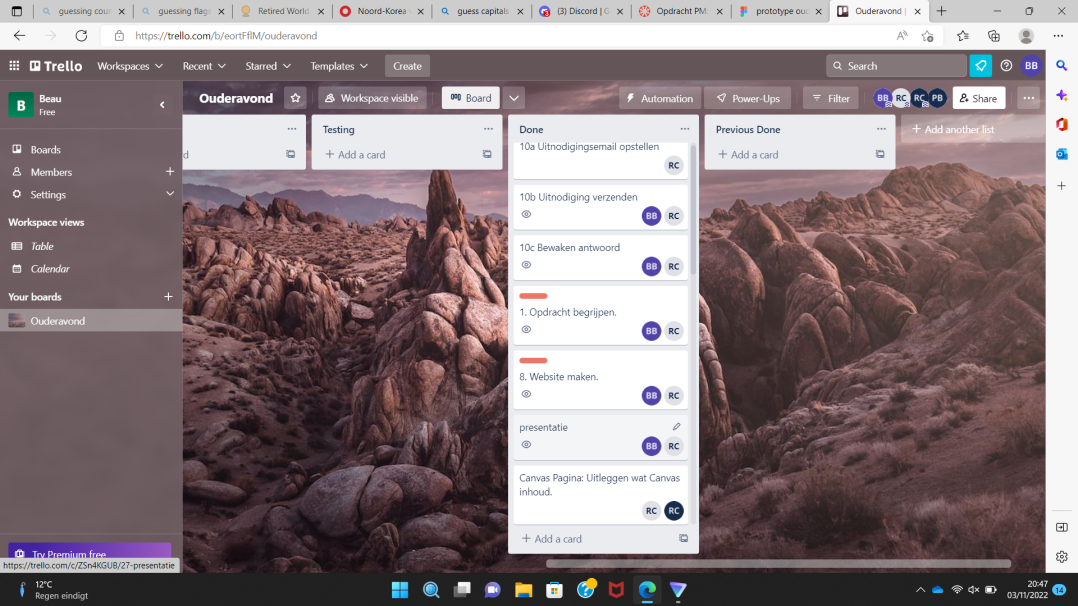 guessing coun
guessing flags
Retired World
Noord-Korea
guess capitals
(3) Discord | G
Opdracht PM
prototype oud
Ouderavond |
https://trello.com/b/eortFflM/ouderavond
Trello
Workspaces
Recent
Starred
Templates
Create
Search
BB
B
Beau
Free
Ouderavond
Workspace visible
Board
Automation
Power-Ups
Filter
BB
RC
RC
PB
Share
Boards
Members
Settings
Workspace views
Table
Calendar
Your boards
Ouderavond
Try Premium free
https://trello.com/c/ZSn4KGU8/27-presentatie
d
Testing
Add a card
Done
10a Uitnodigingsemail opstellen
RC
10b Uitnodiging verzenden
BB RC
10c Bewaken antwoord
BB RC
1. Opdracht begrijpen.
BB RC
8. Website maken.
BB RC
presentatie
BB RC
Canvas Pagina: Uitleggen wat Canvas
inhoud.
RC RC
Add a card
Previous Done
Add a card
Add another list
12°C
Regen eindigt
20:47
03/11/2022
14